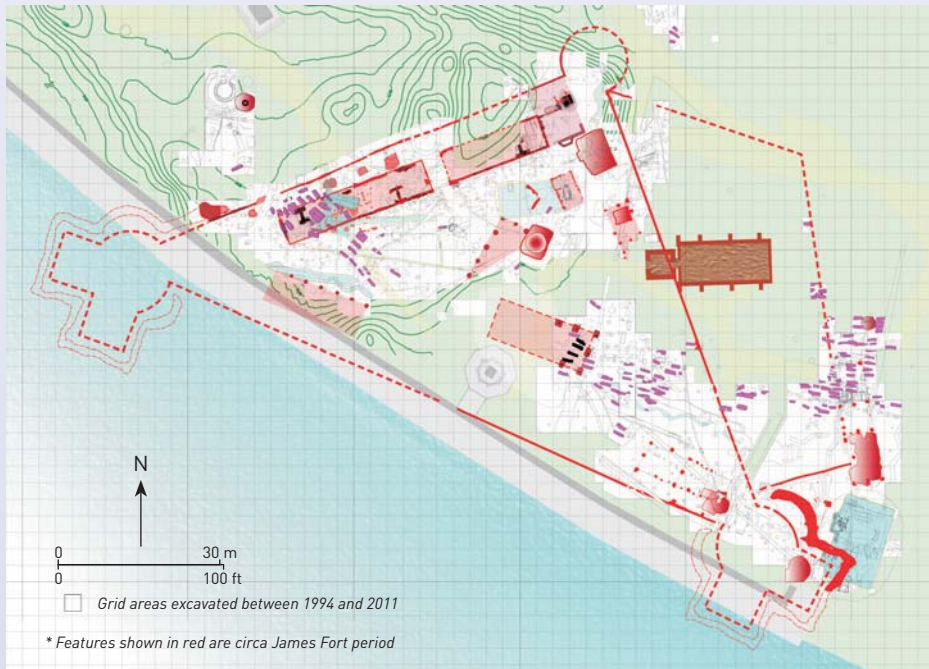 N
0 30 m
0 100 ft
Grid areas excavated between 1994 and 2011
* Features shown in red are circa James Fort period